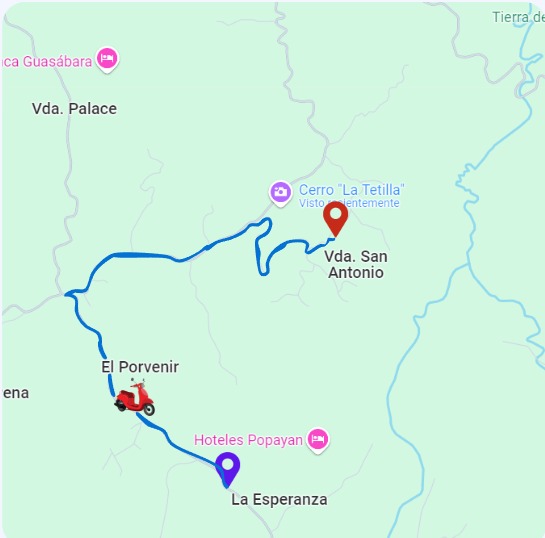 Tierra de
ca Guasábara
Vda. Palace
Cerro "La Tetilla"
Visto recientemente
Vda. San
Antonio
El Porvenir
ena
Hoteles Popayan
La Esperanza